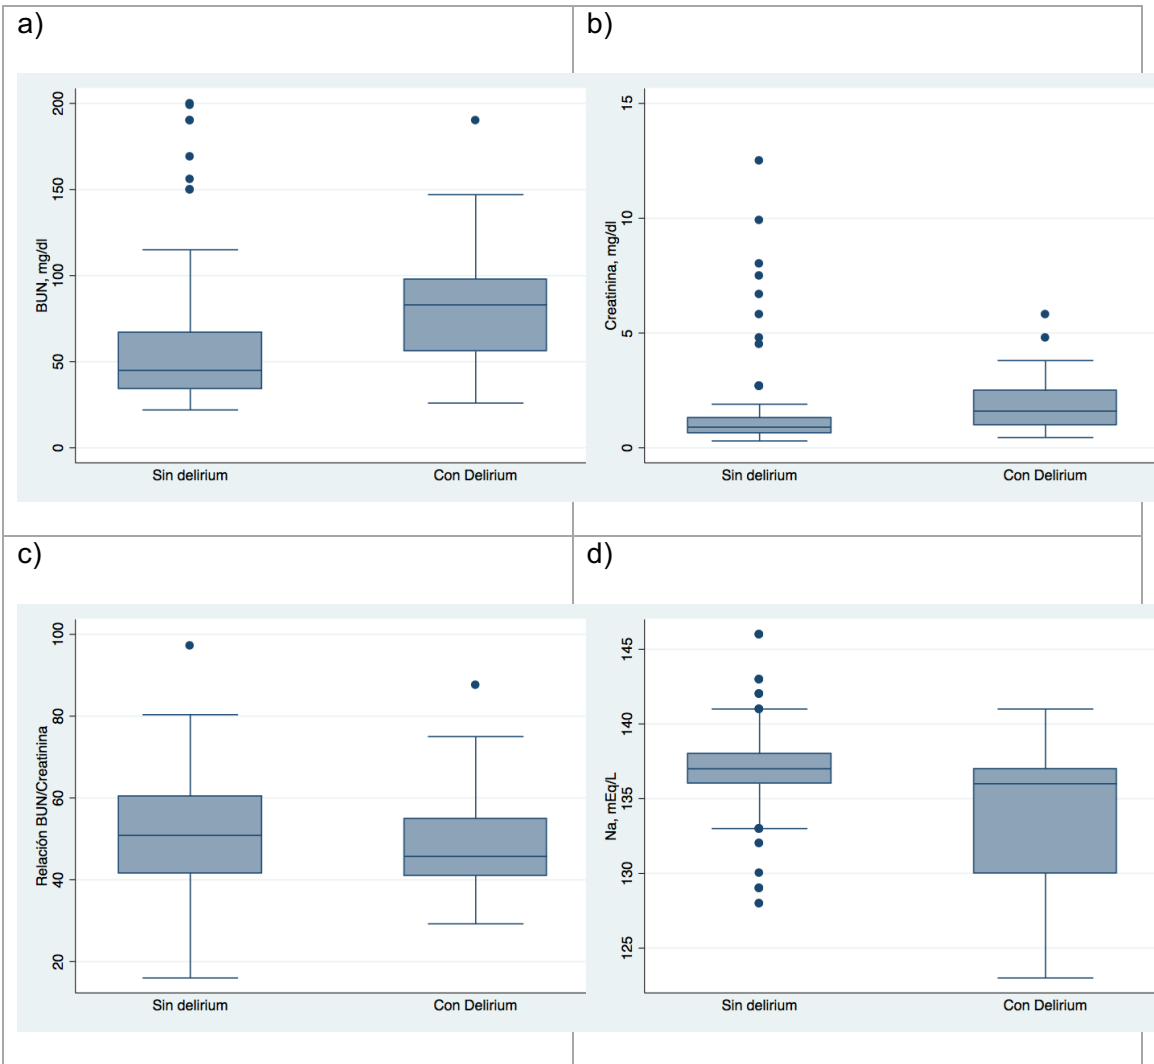 a)
BUN, mg/dl
200
150
100
50
0
Sin delirium
Con Delirium
b)
Creatinina, mg/dl
15
10
5
0
Sin delirium
Con Delirium
c)
Relación BUN/Creatinina
100
80
60
40
20
Sin delirium
Con Delirium
d)
Na, mEq/L
145
140
135
130
125
Sin delirium
Con Delirium